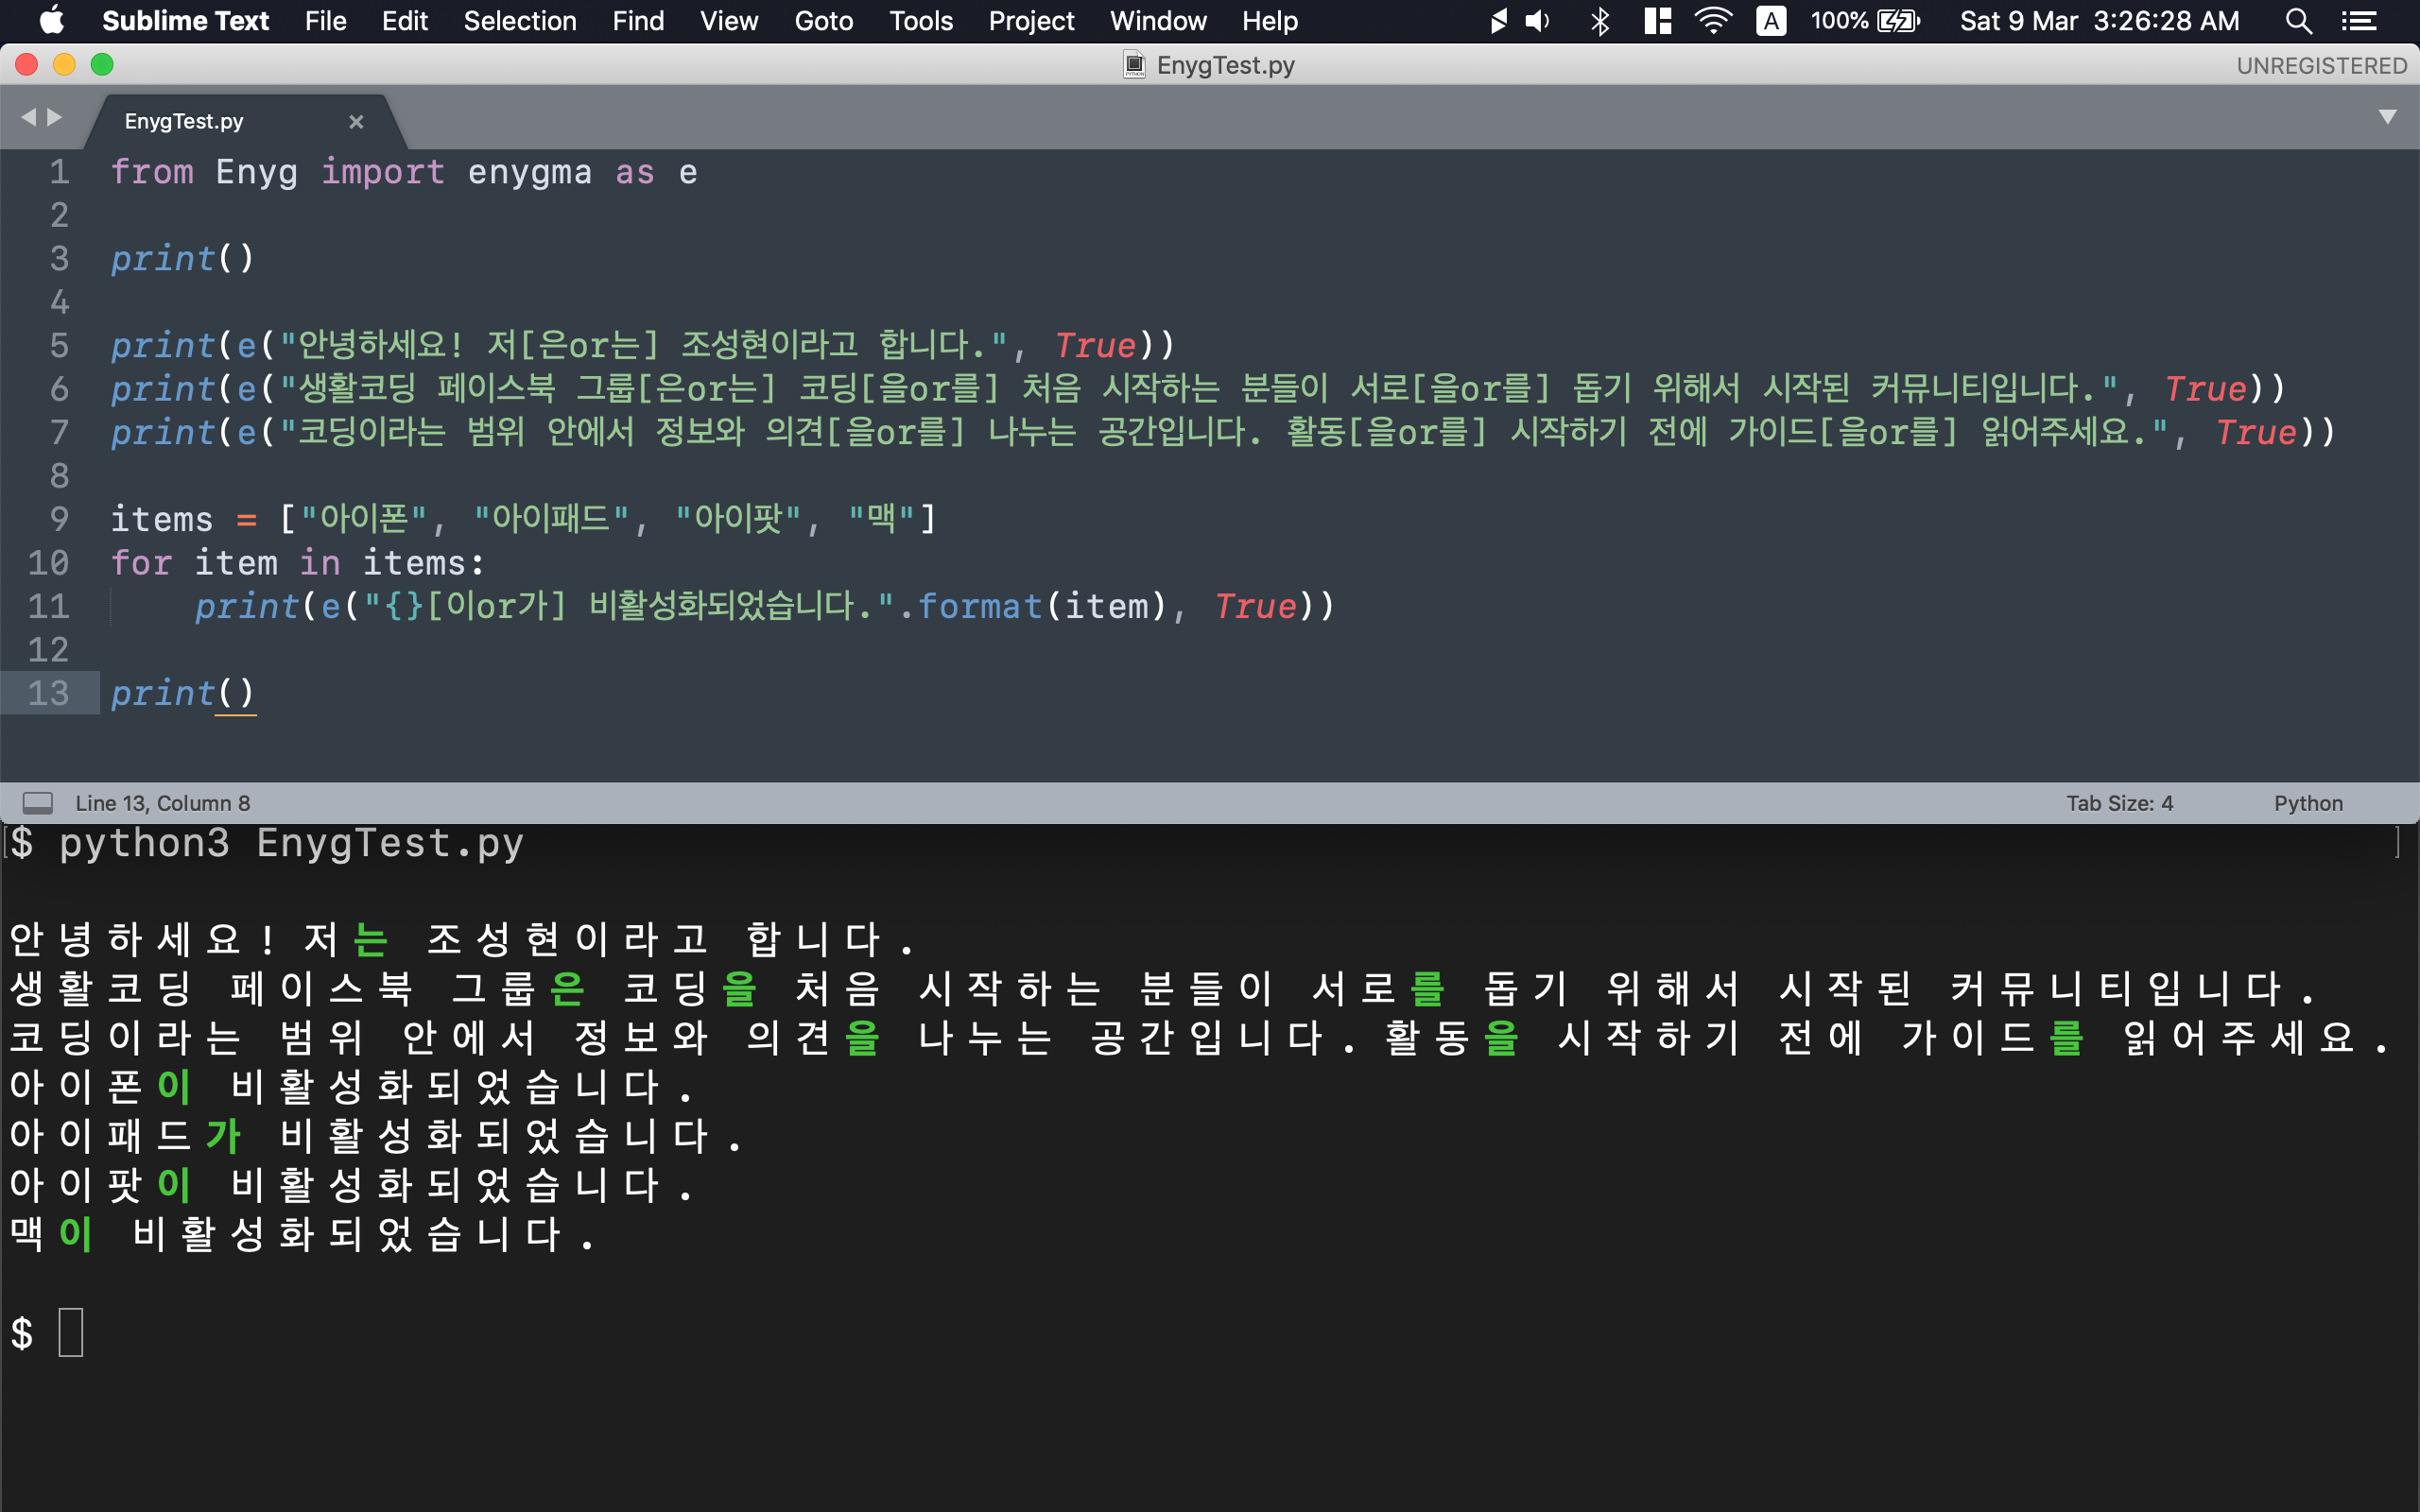 Sublime Text File Edit Selection Find View Goto Tools Project Window Help A 100% Sat 9 Mar 3:26:28 AM
EnygTest.py UNREGISTERED
EnygTest.py ×
1 from Enyg import enygma as e
2
3 print()
4
5 print(e("안녕하세요! 저[은or는] 조성현이라고 합니다.", True))
6 print(e("생활코딩 페이스북 그룹[은or는] 코딩[을or를] 처음 시작하는 분들이 서로[을or를] 돕기 위해서 시작된 커뮤니티입니다.", True))
7 print(e("코딩이라는 범위 안에서 정보와 의견[을or를] 나누는 공간입니다. 활동[을or를] 시작하기 전에 가이드[을or를] 읽어주세요.", True))
8
9 items = ["아이폰", "아이패드", "아이팟", "맥"]
10 for item in items:
11     print(e("{}[이or가] 비활성화되었습니다.".format(item), True))
12
13 print()
Line 13, Column 8 Tab Size: 4 Python
[$ python3 EnygTest.py ]
안녕하세요! 저는 조성현이라고 합니다.
생활코딩 페이스북 그룹은 코딩을 처음 시작하는 분들이 서로를 돕기 위해서 시작된 커뮤니티입니다.
코딩이라는 범위 안에서 정보와 의견을 나누는 공간입니다. 활동을 시작하기 전에 가이드를 읽어주세요.
아이폰이 비활성화되었습니다.
아이패드가 비활성화되었습니다.
아이팟이 비활성화되었습니다.
맥이 비활성화되었습니다.
$